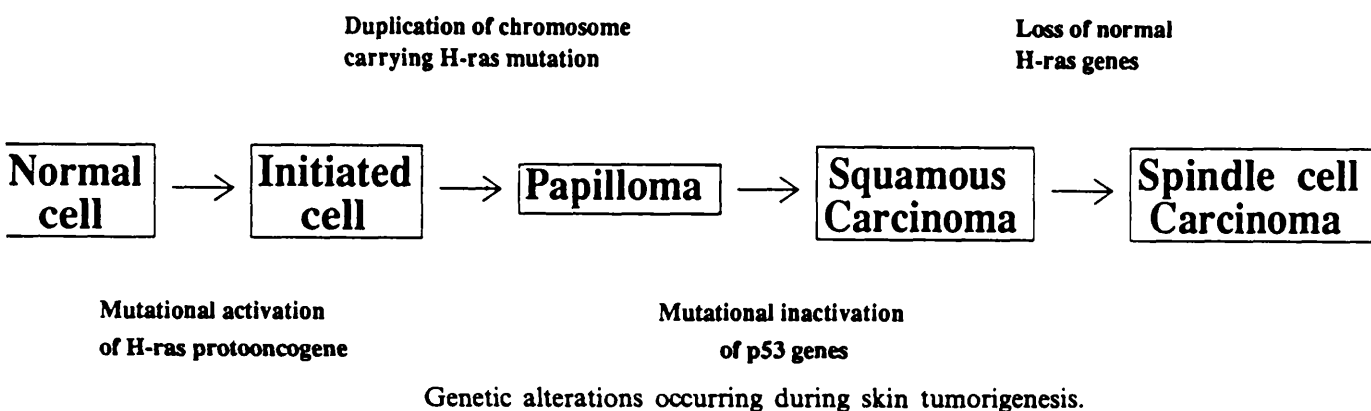 Duplication of chromosome
carrying H-ras mutation
Loss of normal
H-ras genes
Normal
cell
Initiated
cell
Papilloma
Squamous
Carcinoma
Spindle cell
Carcinoma
Mutational activation
of H-ras protooncogene
Mutational inactivation
of p53 genes
Genetic alterations occurring during skin tumorigenesis.